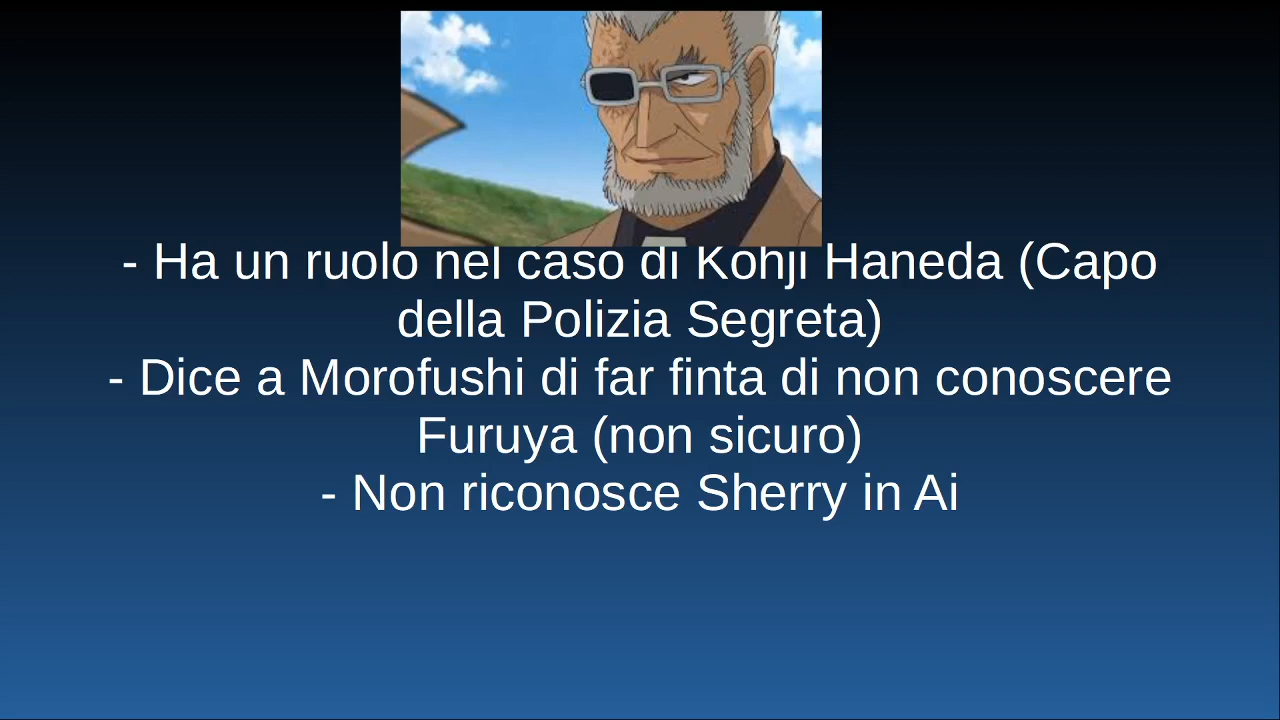 - Ha un ruolo nel caso di Kohji Haneda (Capo
della Polizia Segreta)
- Dice a Morofushi di far finta di non conoscere
Furuya (non sicuro)
- Non riconosce Sherry in Ai